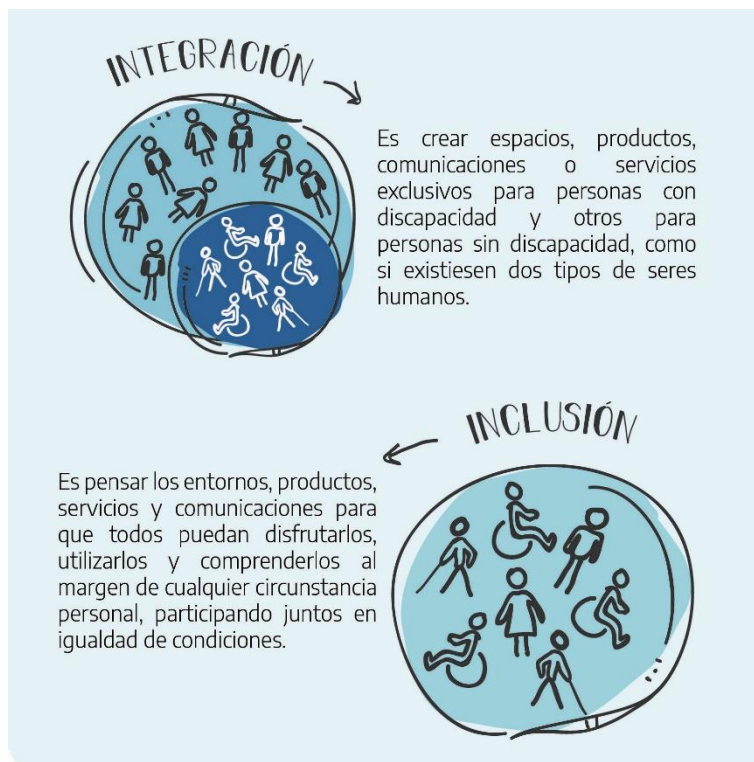 INTEGRACIÓN
Es crear espacios, productos,
comunicaciones o servicios
exclusivos para personas con
discapacidad y otros para
personas sin discapacidad, como
si existiesen dos tipos de seres
humanos.
INCLUSIÓN
Es pensar los entornos, productos,
servicios y comunicaciones para
que todos puedan disfrutarlos,
utilizarlos y comprenderlos al
margen de cualquier circunstancia
personal, participando juntos en
igualdad de condiciones.